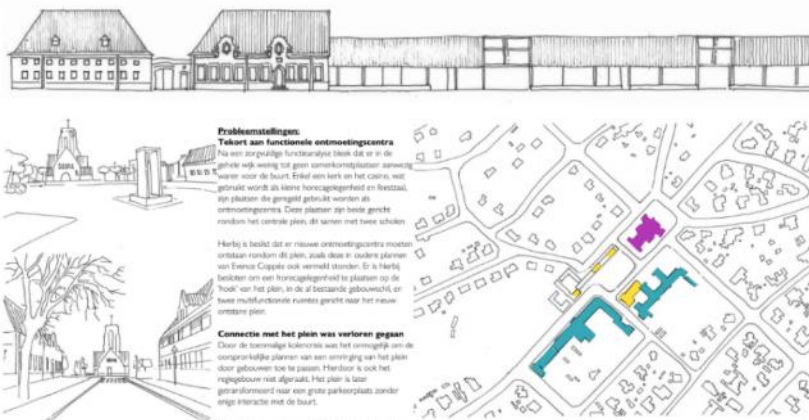 Probleemstellingen:
Tekort aan functionele ontmoetingscentra
Na een zorgvuldige functieanalyse bleek dat er in de
gehele wijk weinig tot geen samenkomstplaatsen aanwezig
waren voor de buurt. Enkel een kerk en het casino, wat
gebruikt wordt als kleine horecagelegenheid en feestzaal,
zijn plaatsen die geregeld gebruikt worden als
ontmoetingscentra. Deze plaatsen zijn beide gericht
rondom het centrale plein, dit samen met twee scholen.
Hierbij is beslist dat er nieuwe ontmoetingscentra moeten
ontstaan rondom dit plein, zoals deze in oudere plannen
van Evence Coppée ook vermeld stonden. Er is hierbij
besloten om een horecagelegenheid te plaatsen op de
'hoek' van het plein, in de al bestaande gebouwschil, en
twee multifunctionele ruimtes gericht naar het nieuw
ontstane plein.
Connectie met het plein was verloren gegaan
Door de toenmalige kolencrisis was het onmogelijk om de
oorspronkelijke plannen van een omringing van het plein
door gebouwen toe te passen. Hierdoor is ook het
regiegebouw niet afgeraakt. Het plein is later
getransformeerd naar een grote parkeerplaats zonder
enige interactie met de buurt.